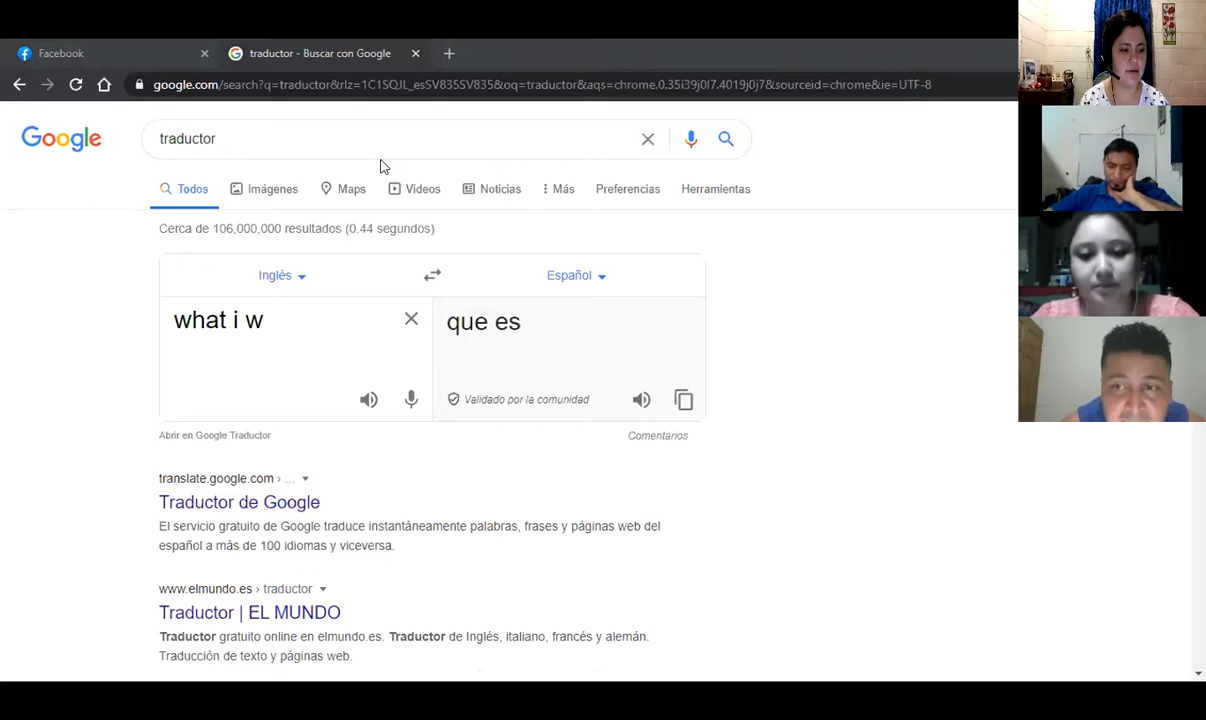 Facebook
traductor - Buscar con Google
google.com/search?q=traductor&rlz=1C1SQJL_esSV835SV835&oq=traductor&aqs=chrome.0.35i39j0l7.4019j0j7&sourceid=chrome&ie=UTF-8
Google
traductor
Todos Imágenes Maps Videos Noticias Más Preferencias Herramientas
Cerca de 106,000,000 resultados (0.44 segundos)
Inglés Español
what i w que es
Validado por la comunidad
Abrir en Google Traductor Comentarios
translate.google.com › ...
Traductor de Google
El servicio gratuito de Google traduce instantáneamente palabras, frases y páginas web del
español a más de 100 idiomas y viceversa.
www.elmundo.es › traductor
Traductor | EL MUNDO
Traductor gratuito online en elmundo.es. Traductor de Inglés, italiano, francés y alemán.
Traducción de texto y páginas web.